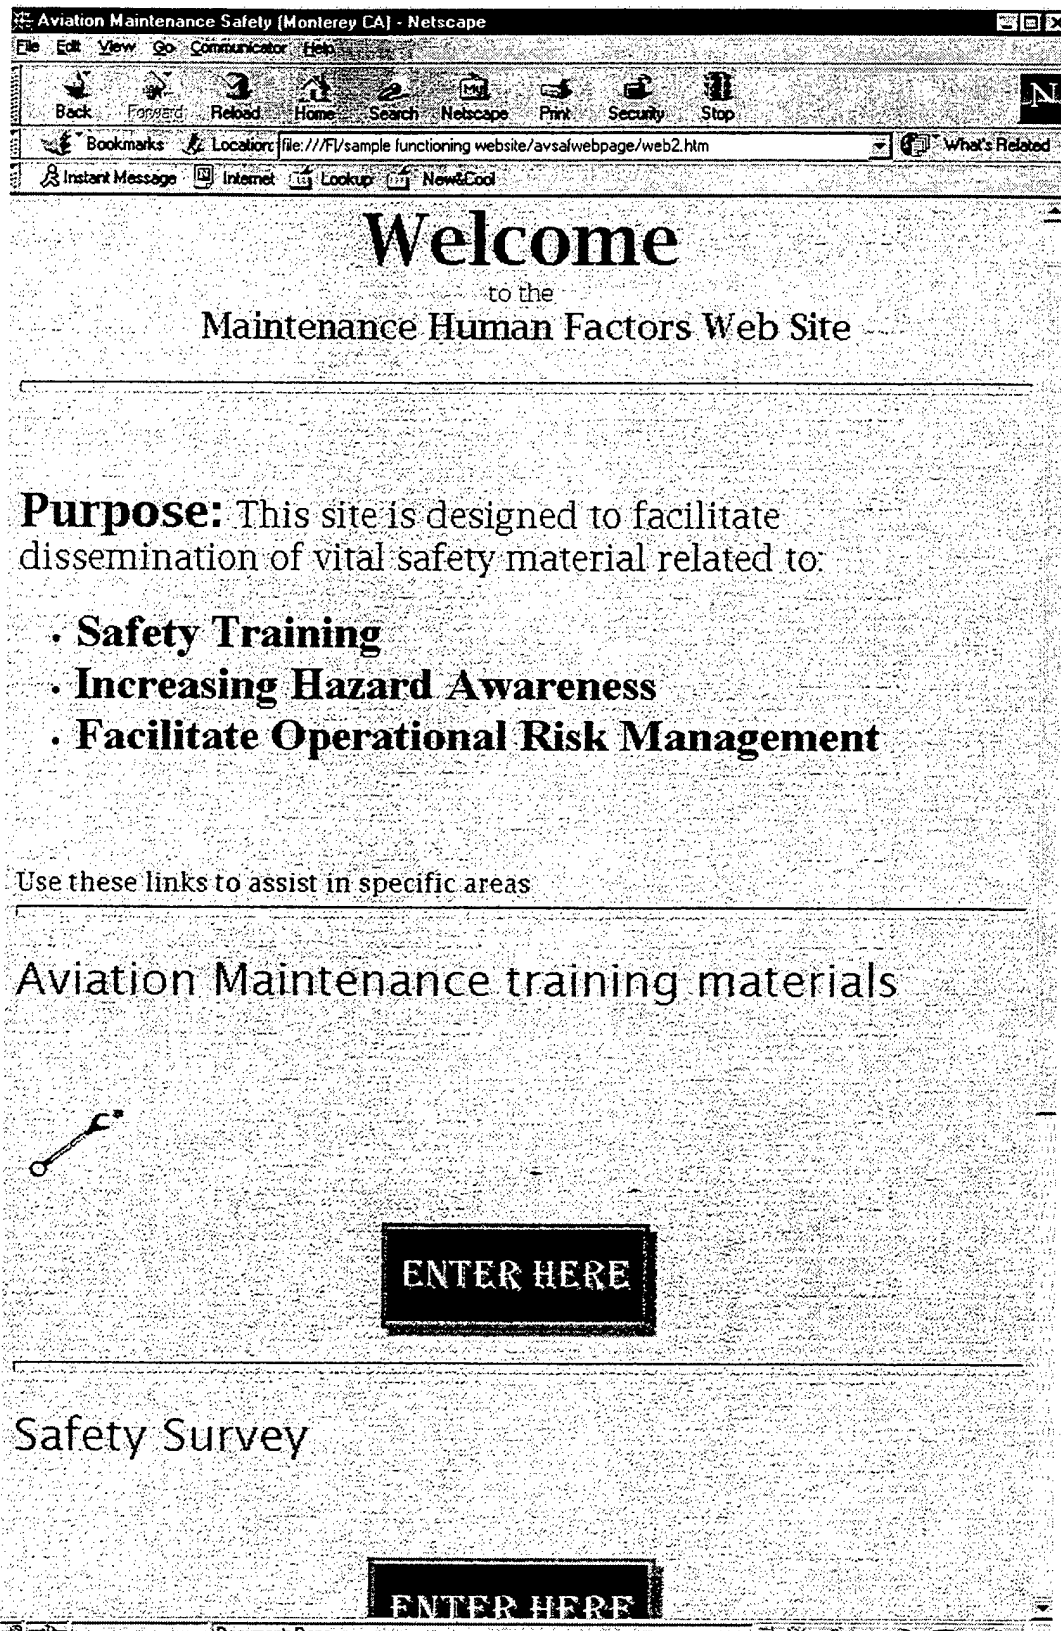 Aviation Maintenance Safety (Monterey CA) - Netscape
File Edit View Go Communicator Help
Back Forward Reload Home Search Netscape Print Security Stop
Bookmarks Location: file:///F|/sample functioning website/avsafwebpage/web2.htm What's Related
Instant Message Internet Lookup New&Cool
Welcome
to the
Maintenance Human Factors Web Site
Purpose: This site is designed to facilitate
dissemination of vital safety material related to:
· Safety Training
· Increasing Hazard Awareness
· Facilitate Operational Risk Management
Use these links to assist in specific areas
Aviation Maintenance training materials
ENTER HERE
Safety Survey
ENTER HERE